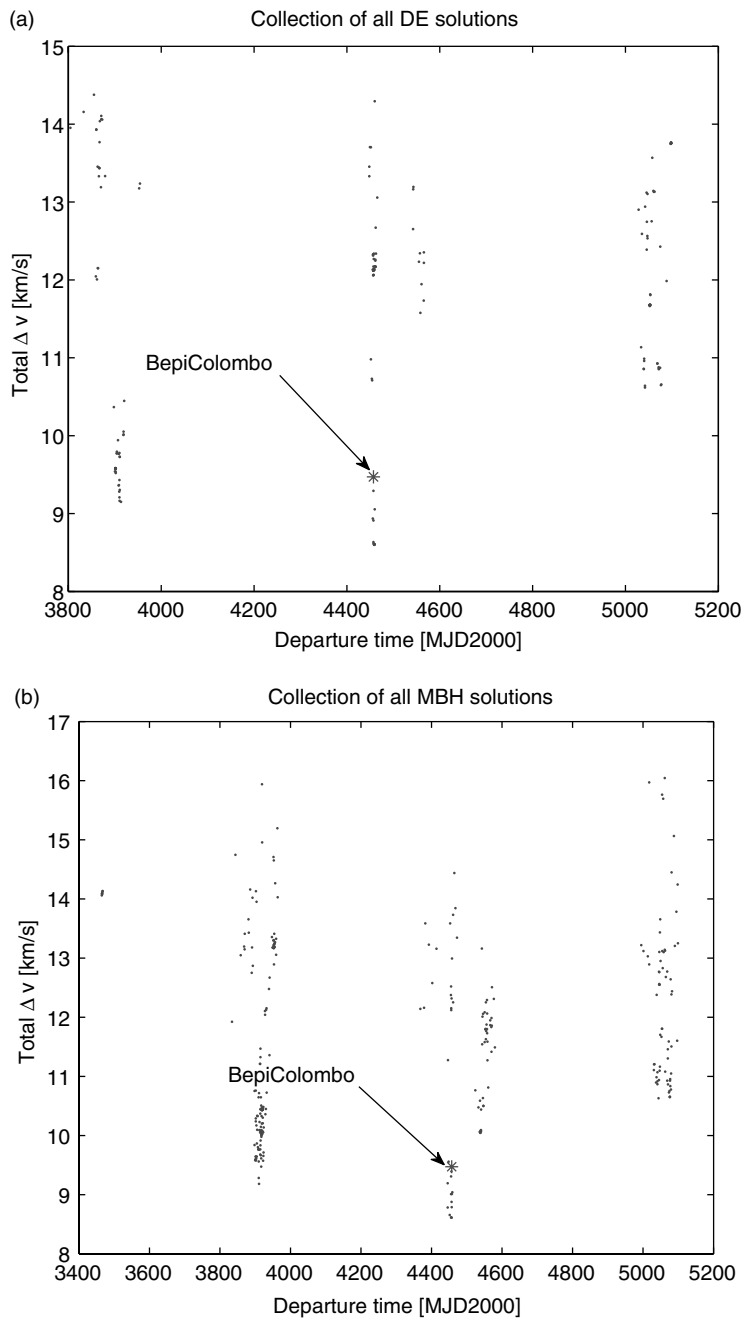 (a)
Collection of all DE solutions
15
14
13
12
11
10
9
8
Total Δ v [km/s]
BepiColombo
3800 4000 4200 4400 4600 4800 5000 5200
Departure time [MJD2000]
(b)
Collection of all MBH solutions
17
16
15
14
13
12
11
10
9
8
Total Δ v [km/s]
BepiColombo
3400 3600 3800 4000 4200 4400 4600 4800 5000 5200
Departure time [MJD2000]